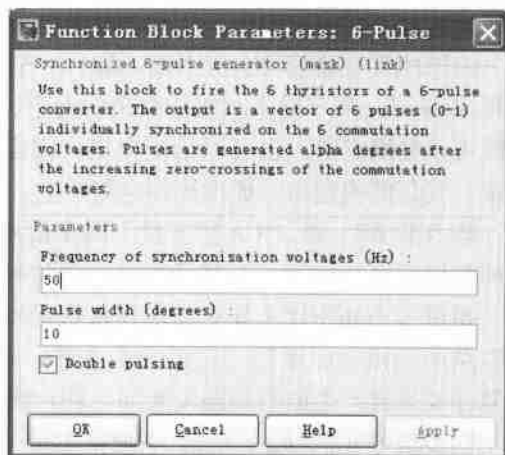 Function Block Parameters: 6-Pulse
Synchronized 6-pulse generator (mask) (link)
Use this block to fire the 6 thyristors of a 6-pulse
converter. The output is a vector of 6 pulses (0-1)
individually synchronized on the 6 commutation
voltages. Pulses are generated alpha degrees after
the increasing zero-crossings of the commutation
voltages.
Parameters
Frequency of synchronisation voltages (Hz) :
50
Pulse width (degrees) :
10
Double pulsing
OK
Cancel
Help
Apply